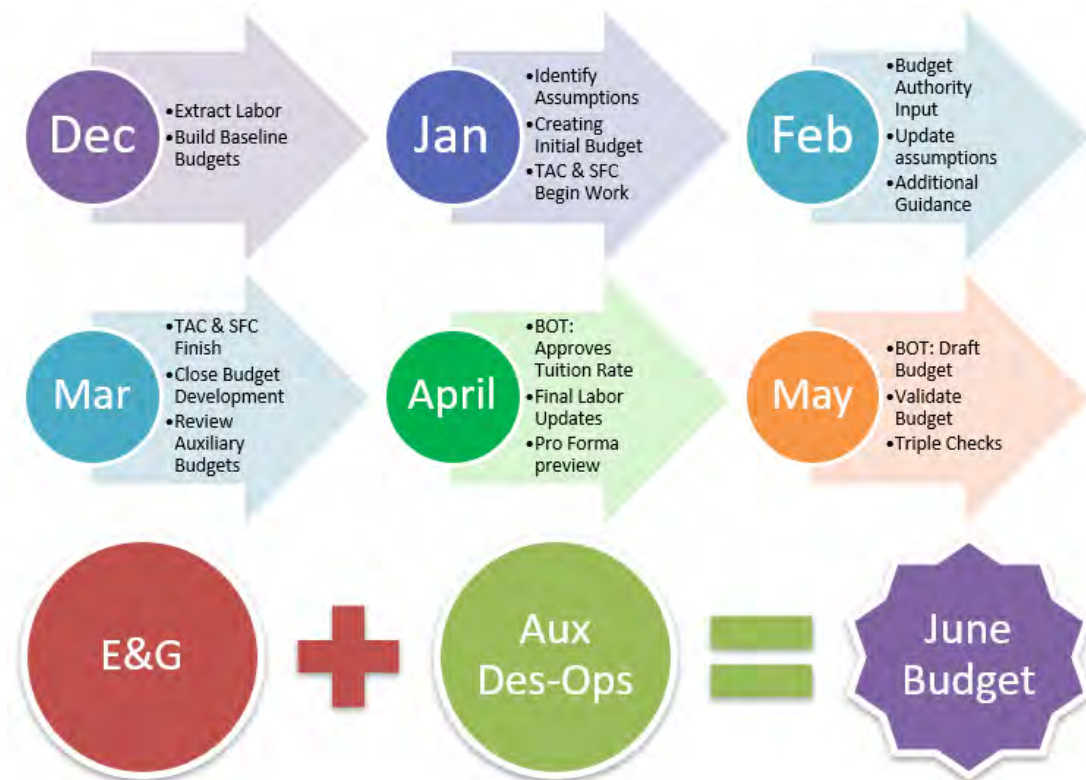 Dec
•Extract Labor
•Build Baseline
Budgets
Jan
•Identify
Assumptions
•Creating
Initial Budget
•TAC & SFC
Begin Work
Feb
•Budget
Authority
Input
•Update
assumptions
•Additional
Guidance
Mar
•TAC & SFC
Finish
•Close Budget
Development
•Review
Auxiliary
Budgets
April
•BOT:
Approves
Tuition Rate
•Final Labor
Updates
•Pro Forma
preview
May
•BOT: Draft
Budget
•Validate
Budget
•Triple Checks
E&G
Aux
Des-Ops
June
Budget